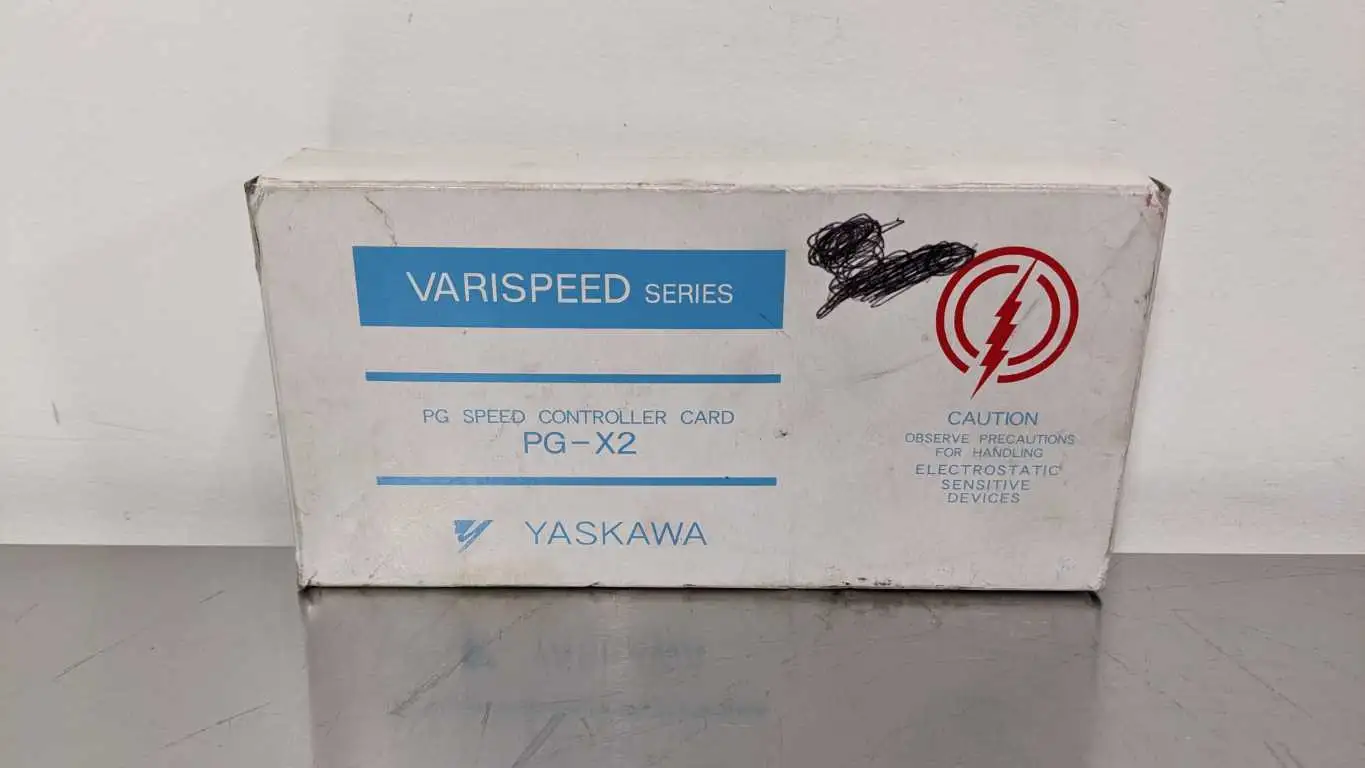 VARISPEED SERIES
PG SPEED CONTROLLER CARD
PG-X2
YASKAWA
CAUTION
OBSERVE PRECAUTIONS
FOR HANDLING
ELECTROSTATIC
SENSITIVE
DEVICES